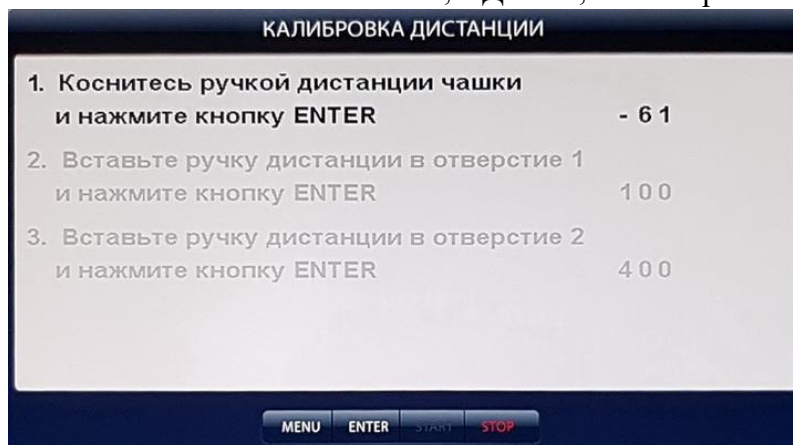 КАЛИБРОВКА ДИСТАНЦИИ
1. Коснитесь ручкой дистанции чашки
и нажмите кнопку ENTER - 61
2. Вставьте ручку дистанции в отверстие 1
и нажмите кнопку ENTER 100
3. Вставьте ручку дистанции в отверстие 2
и нажмите кнопку ENTER 400
MENU ENTER START STOP